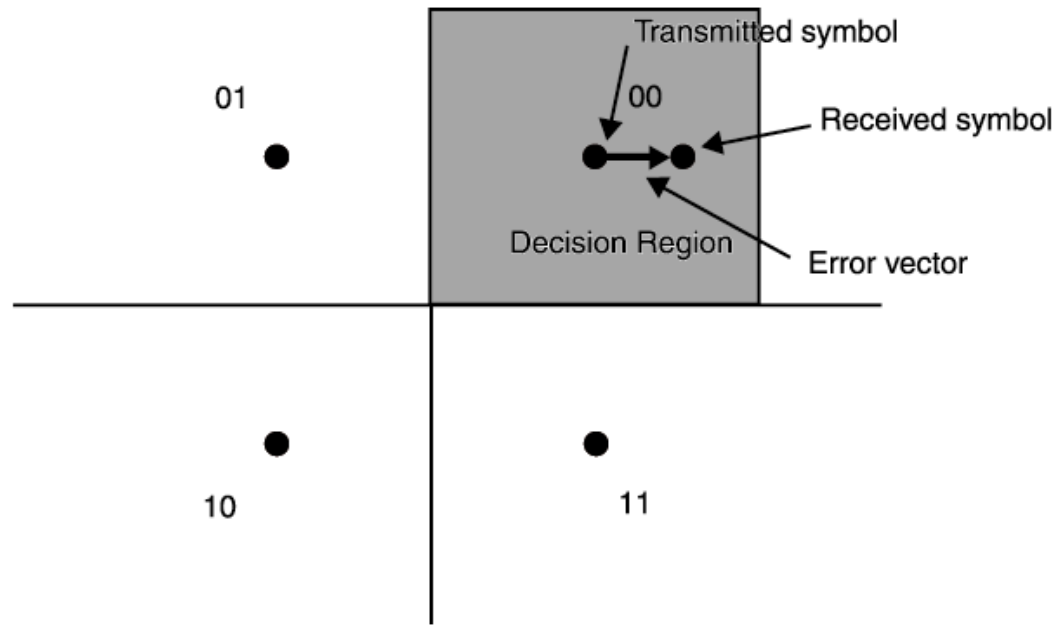 Transmitted symbol
01
00
Received symbol
Decision Region
Error vector
10
11